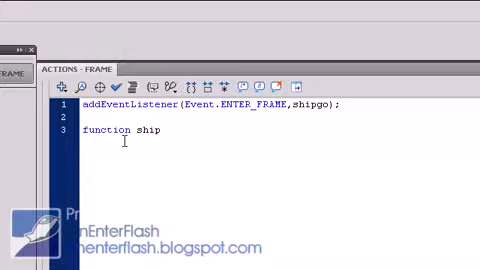 FRAME
ACTIONS - FRAME
1 addEventListener(Event.ENTER_FRAME,shipgo);
2
3 function ship
nEnterFlash
nenterflash.blogspot.com